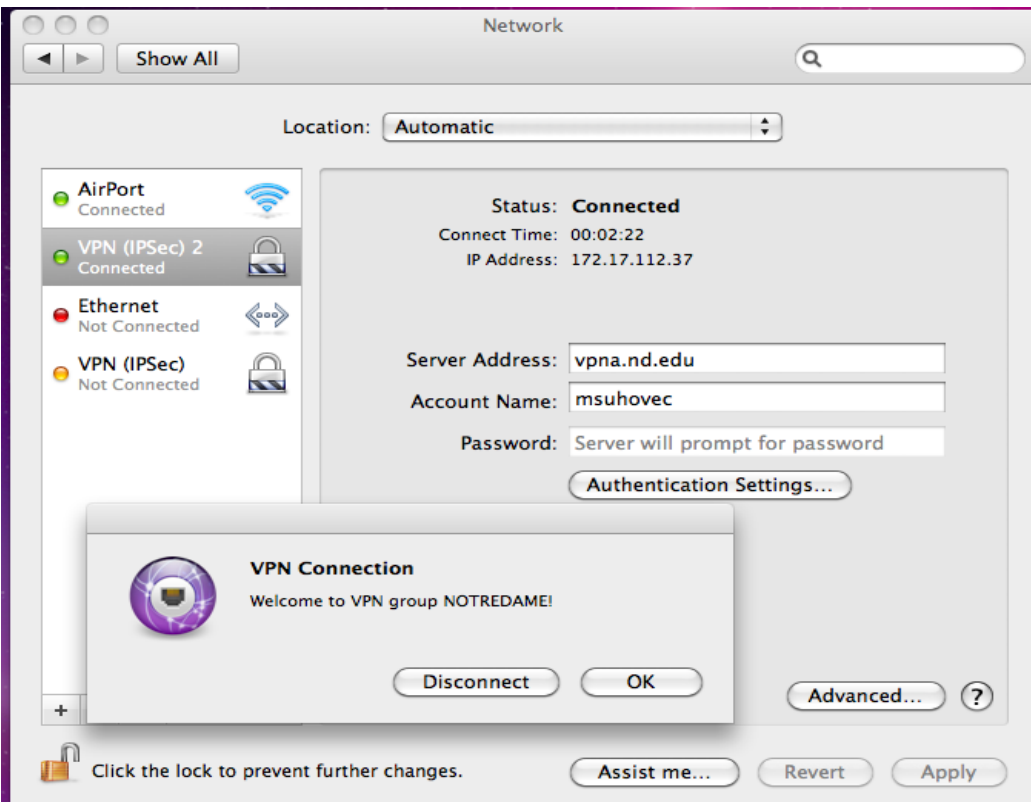 Network
Show All
Location: Automatic
AirPort
Connected
VPN (IPSec) 2
Connected
Ethernet
Not Connected
VPN (IPSec)
Not Connected
+
Status: Connected
Connect Time: 00:02:22
IP Address: 172.17.112.37
Server Address: vpna.nd.edu
Account Name: msuhovec
Password: Server will prompt for password
Authentication Settings...
VPN Connection
Welcome to VPN group NOTREDAME!
Disconnect OK
Advanced... ?
Click the lock to prevent further changes.
Assist me... Revert Apply